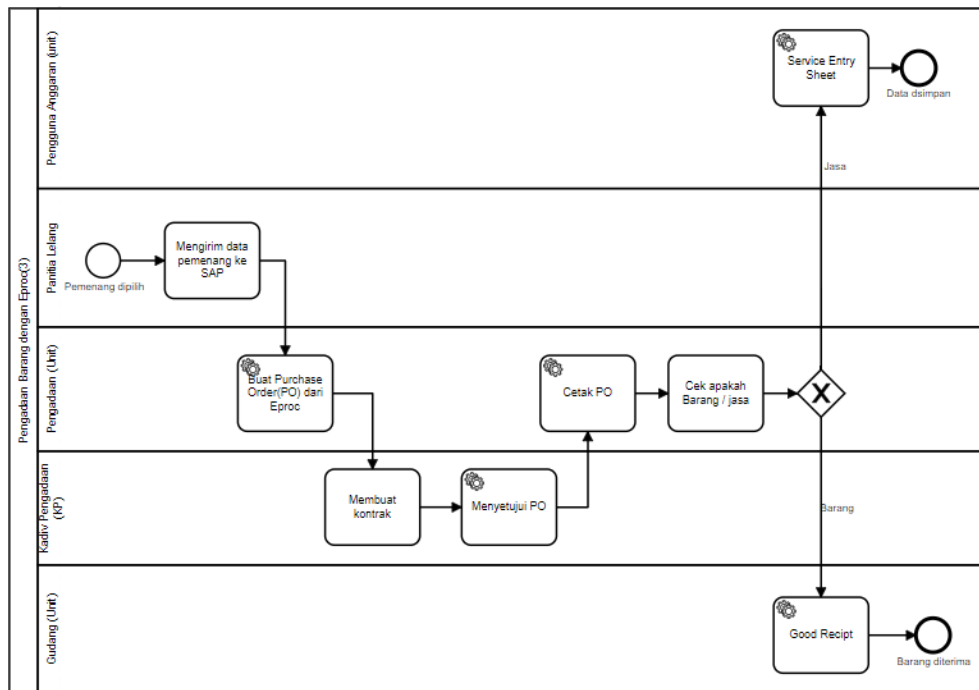 Pengadaan Barang dengan Eproc(3)
Pengguna Anggaran (unit)
Service Entry
Sheet
Data dsimpan
Jasa
Panitia Lelang
Pemenang dipilih
Mengirim data
pemenang ke
SAP
Pengadaan (Unit)
Buat Purchase
Order(PO) dari
Eproc
Cetak PO
Cek apakah
Barang / jasa
Kadiv Pengadaan
(KP)
Membuat
kontrak
Menyetujui PO
Barang
Gudang (Unit)
Good Recipt
Barang diterima